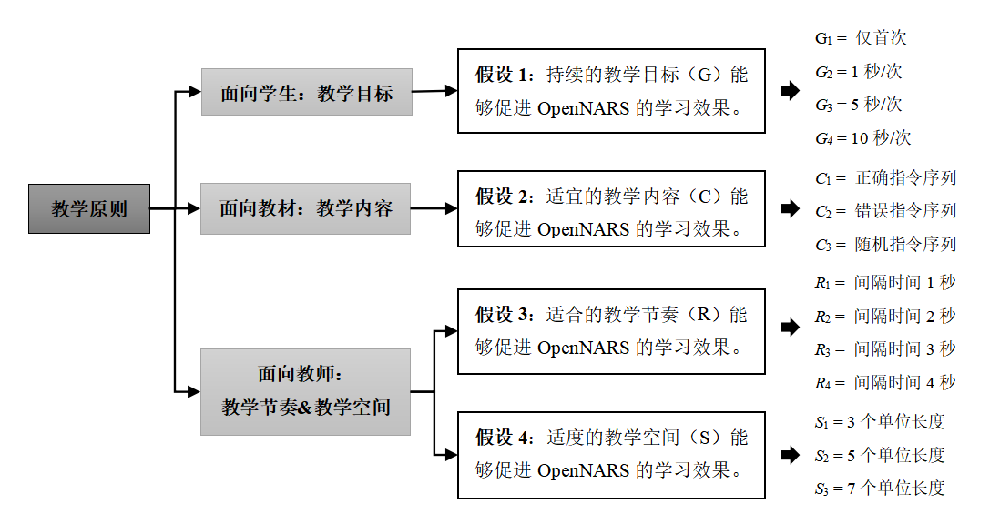 教学原则
面向学生：教学目标
假设 1：持续的教学目标（G）能
够促进 OpenNARS 的学习效果。
G1 = 仅首次
G2 = 1 秒/次
G3 = 5 秒/次
G4 = 10 秒/次
面向教材：教学内容
假设 2：适宜的教学内容（C）能
够促进 OpenNARS 的学习效果。
C1 = 正确指令序列
C2 = 错误指令序列
C3 = 随机指令序列
面向教师：
教学节奏&教学空间
假设 3：适合的教学节奏（R）能
够促进 OpenNARS 的学习效果。
R1 = 间隔时间 1 秒
R2 = 间隔时间 2 秒
R3 = 间隔时间 3 秒
R4 = 间隔时间 4 秒
假设 4：适度的教学空间（S）能
够促进 OpenNARS 的学习效果。
S1 = 3 个单位长度
S2 = 5 个单位长度
S3 = 7 个单位长度